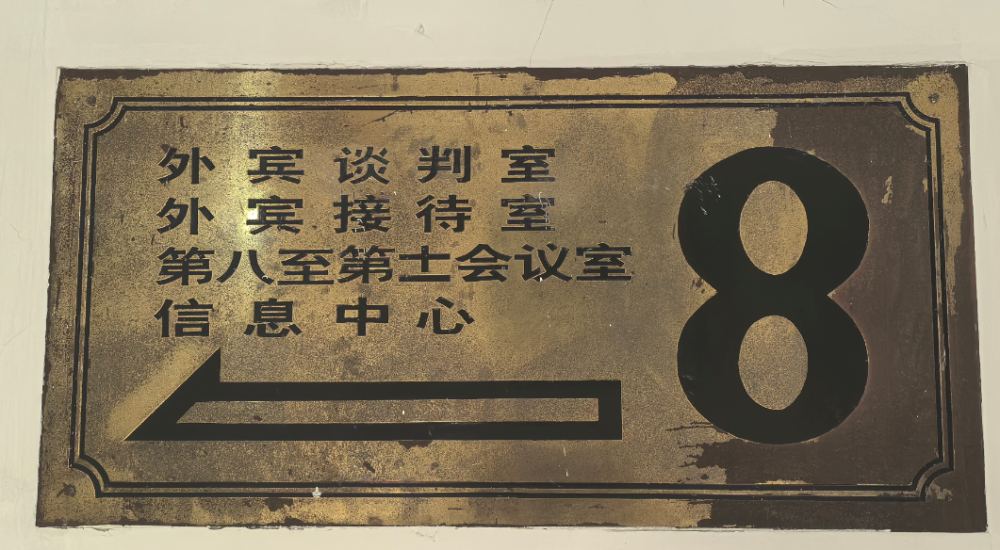 外宾谈判室
外宾接待室
第八至第士会议室
信息中心
8